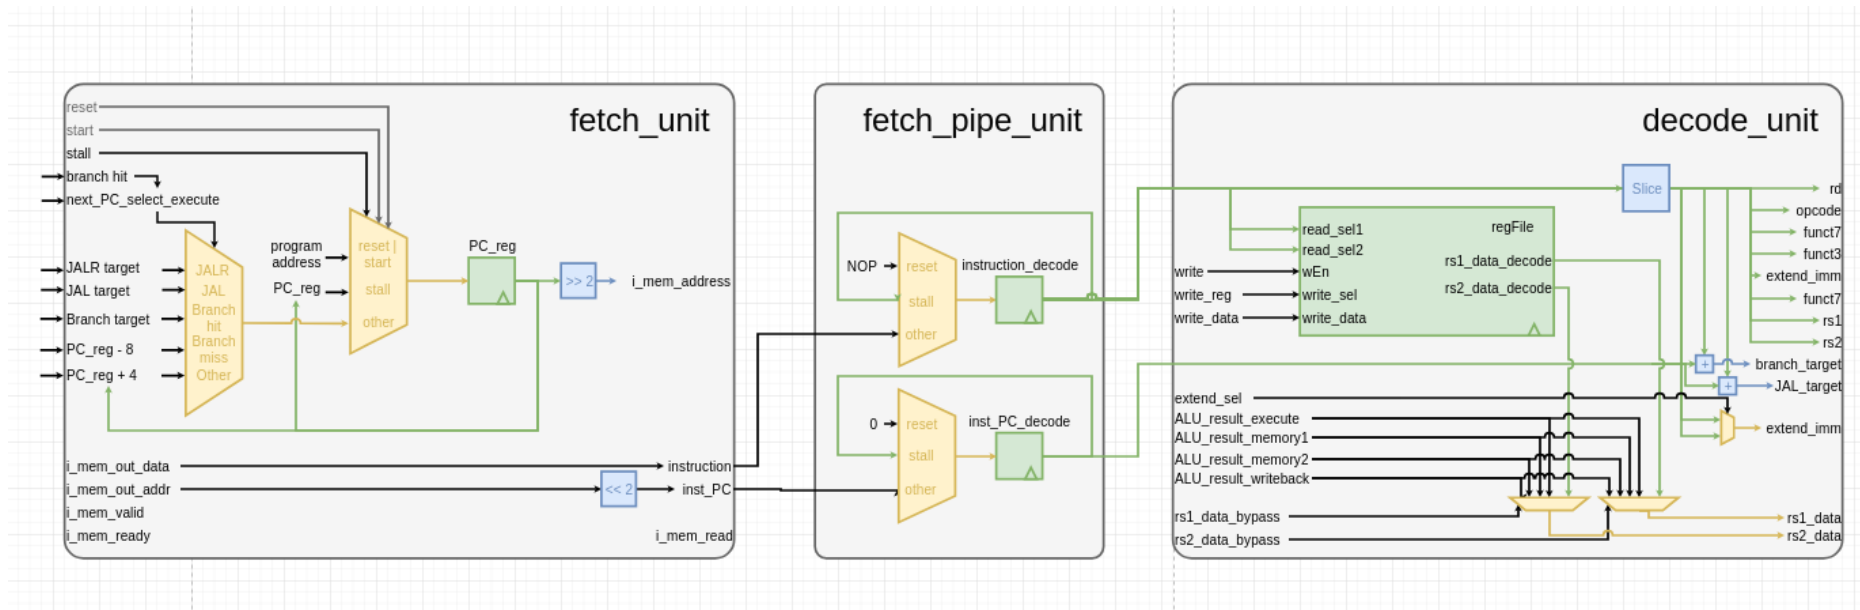 fetch_unit
reset
start
stall
branch hit
next_PC_select_execute
JALR target
JAL target
Branch target
PC_reg - 8
PC_reg + 4
JALR
JAL
Branch
hit
Branch
miss
Other
program
address
PC_reg
reset |
start
stall
other
PC_reg
>> 2
i_mem_address
i_mem_out_data
i_mem_out_addr
i_mem_valid
i_mem_ready
<< 2
instruction
inst_PC
i_mem_read
fetch_pipe_unit
NOP
reset
stall
other
instruction_decode
0
reset
stall
other
inst_PC_decode
decode_unit
Slice
regFile
read_sel1
read_sel2
wEn
write_sel
write_data
rs1_data_decode
rs2_data_decode
write
write_reg
write_data
extend_sel
ALU_result_execute
ALU_result_memory1
ALU_result_memory2
ALU_result_writeback
rs1_data_bypass
rs2_data_bypass
+
+
rd
opcode
funct7
funct3
extend_imm
funct7
rs1
rs2
branch_target
JAL_target
extend_imm
rs1_data
rs2_data